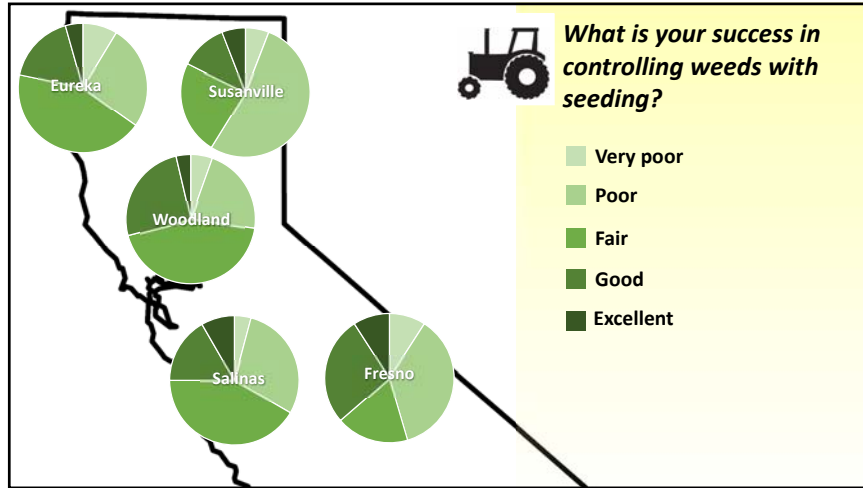 What is your success in
controlling weeds with
seeding?
Eureka
Susanville
Woodland
Salinas
Fresno
Very poor
Poor
Fair
Good
Excellent